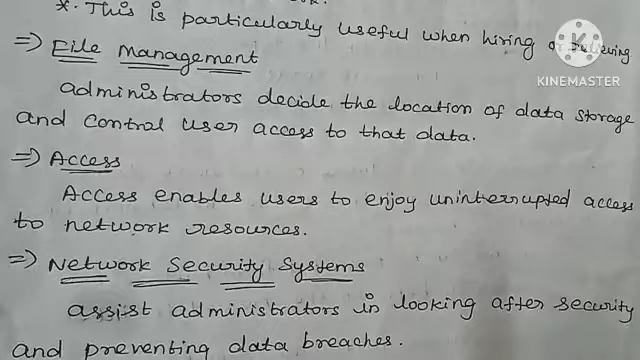 *. This is particularly useful when hiring or
=> File Management
administrators decide the location of data storage
and control user access to that data.
=> Access
Access enables users to enjoy uninterrupted access
to network resources.
=> Network Security Systems
assist administrators in looking after security
and preventing data breaches.
KINEMASTER